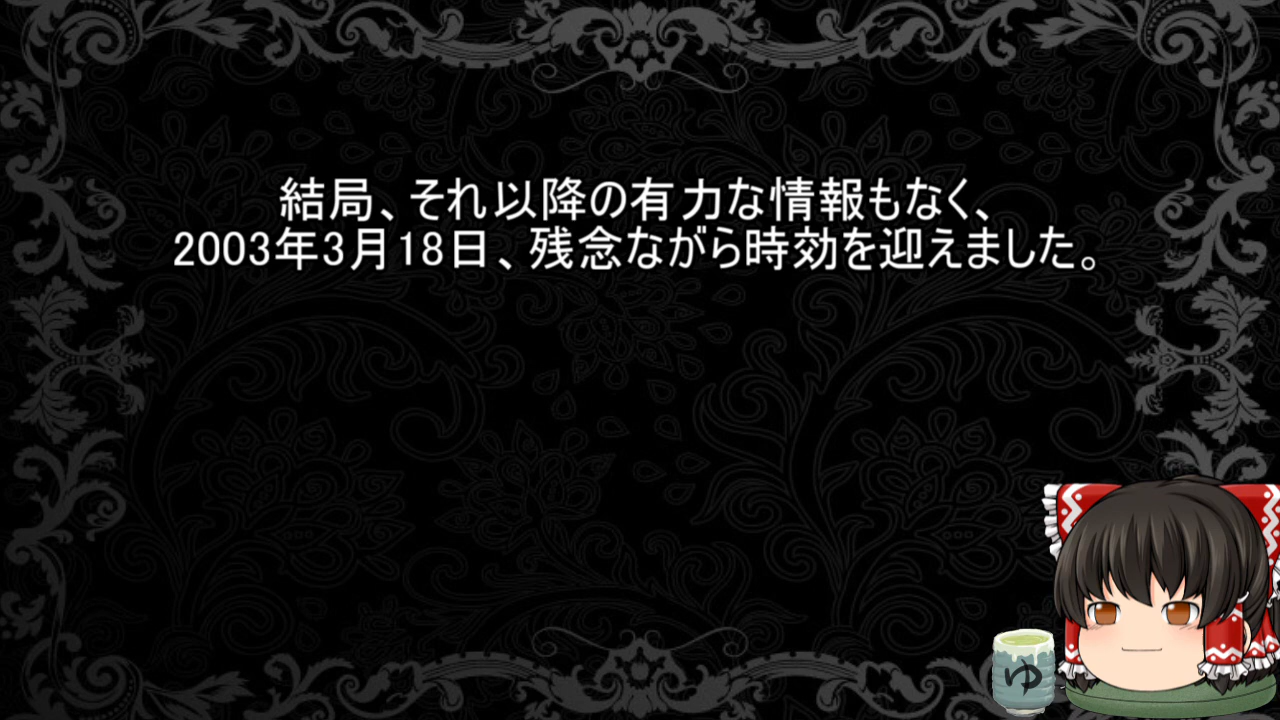 結局、それ以降の有力な情報もなく、
2003年3月18日、残念ながら時効を迎えました。
ゆ